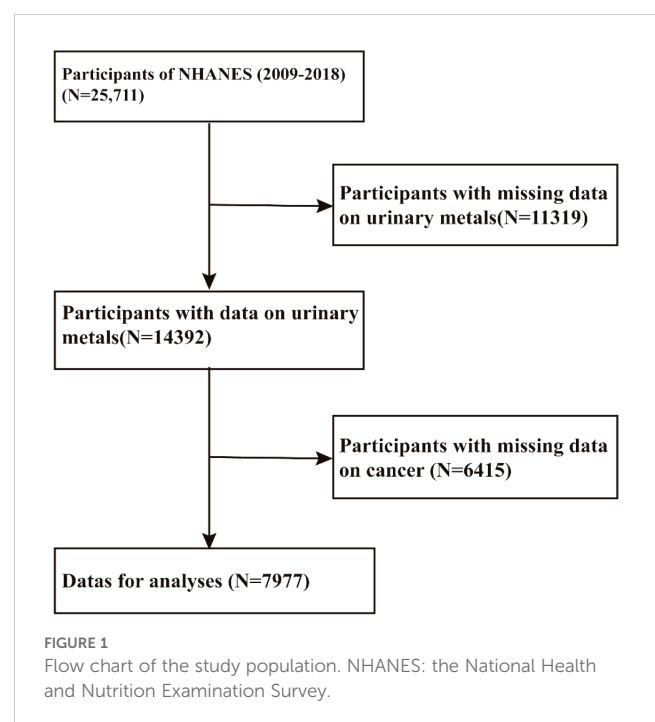 Participants of NHANES (2009-2018)
(N=25,711)
Participants with missing data
on urinary metals(N=11319)
Participants with data on urinary
metals(N=14392)
Participants with missing data
on cancer (N=6415)
Datas for analyses (N=7977)
FIGURE 1
Flow chart of the study population. NHANES: the National Health
and Nutrition Examination Survey.